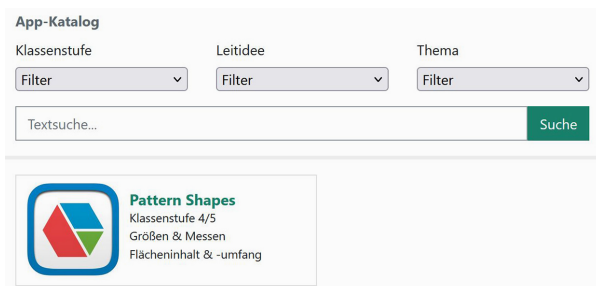 App-Katalog
Klassenstufe Leitidee Thema
Filter Filter Filter
Textsuche... Suche
Pattern Shapes
Klassenstufe 4/5
Größen & Messen
Flächeninhalt & -umfang